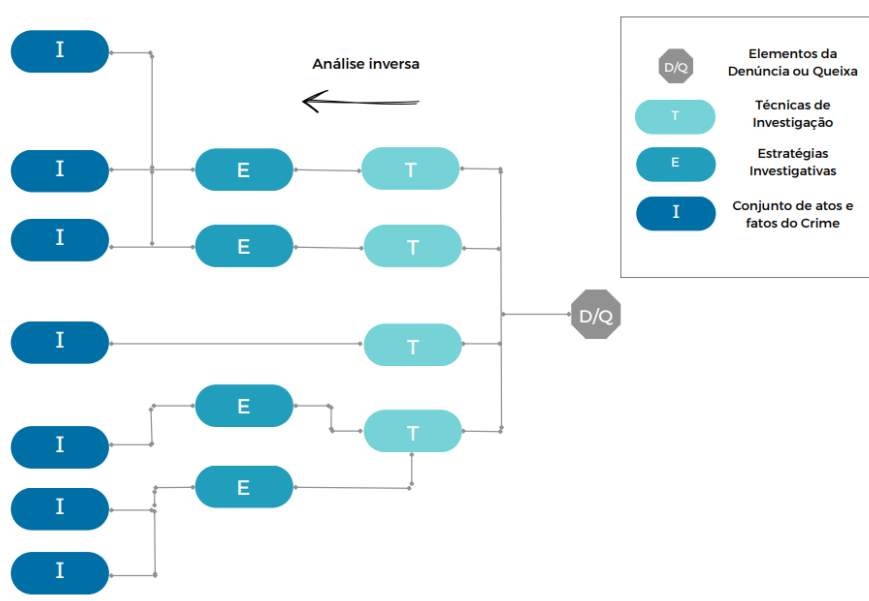 Análise inversa
I
I
E
T
I
E
T
I
T
E
I
T
I
E
I
D/Q
D/Q
Elementos da
Denúncia ou Queixa
T
Técnicas de
Investigação
E
Estratégias
Investigativas
I
Conjunto de atos e
fatos do Crime